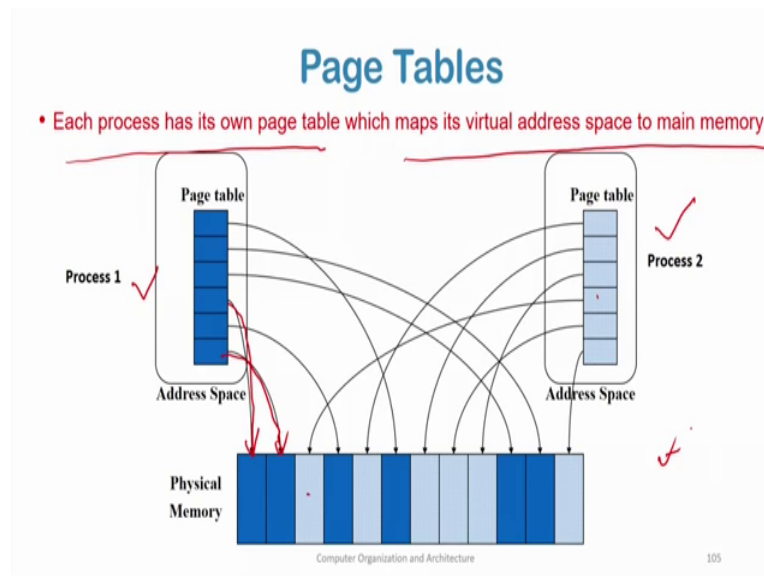 Page Tables
• Each process has its own page table which maps its virtual address space to main memory
Page table
Page table
Process 1
Process 2
Address Space
Address Space
Physical
Memory
Computer Organization and Architecture
105